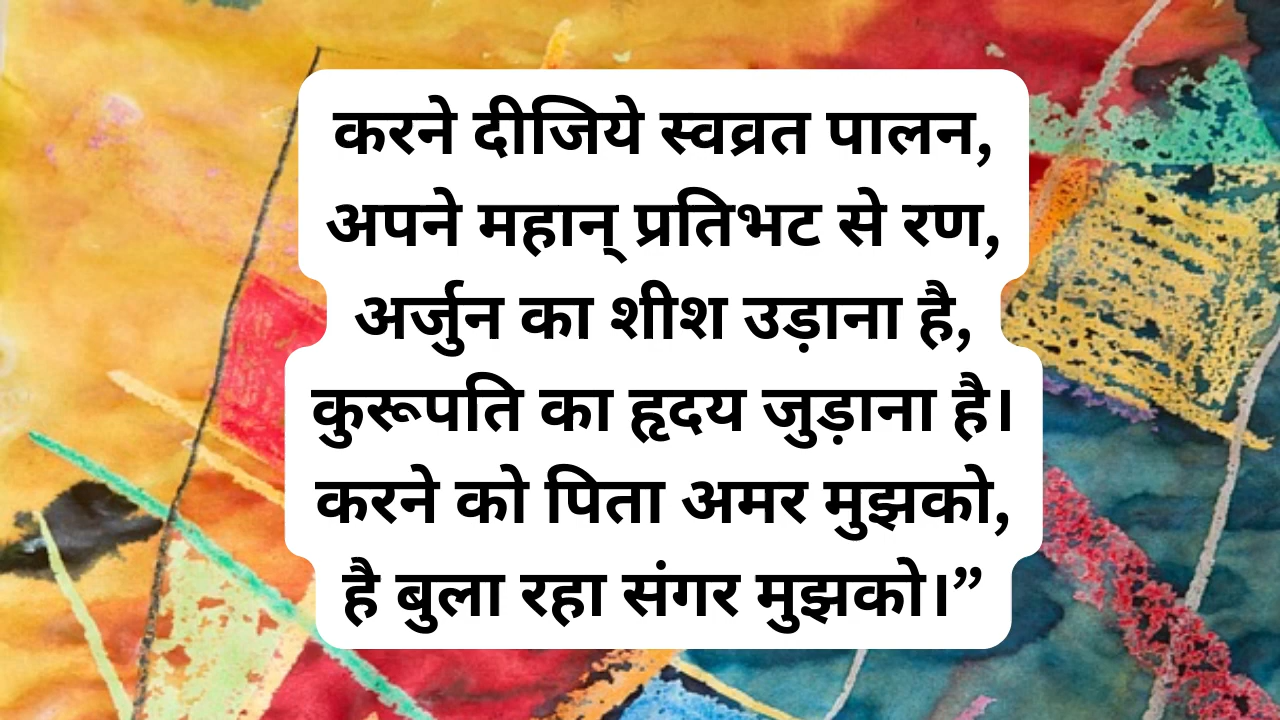 करने दीजिये स्वव्रत पालन,
अपने महान् प्रतिभट से रण,
अर्जुन का शीश उड़ाना है,
कुरूपति का हृदय जुड़ाना है।
करने को पिता अमर मुझको,
है बुला रहा संगर मुझको।”